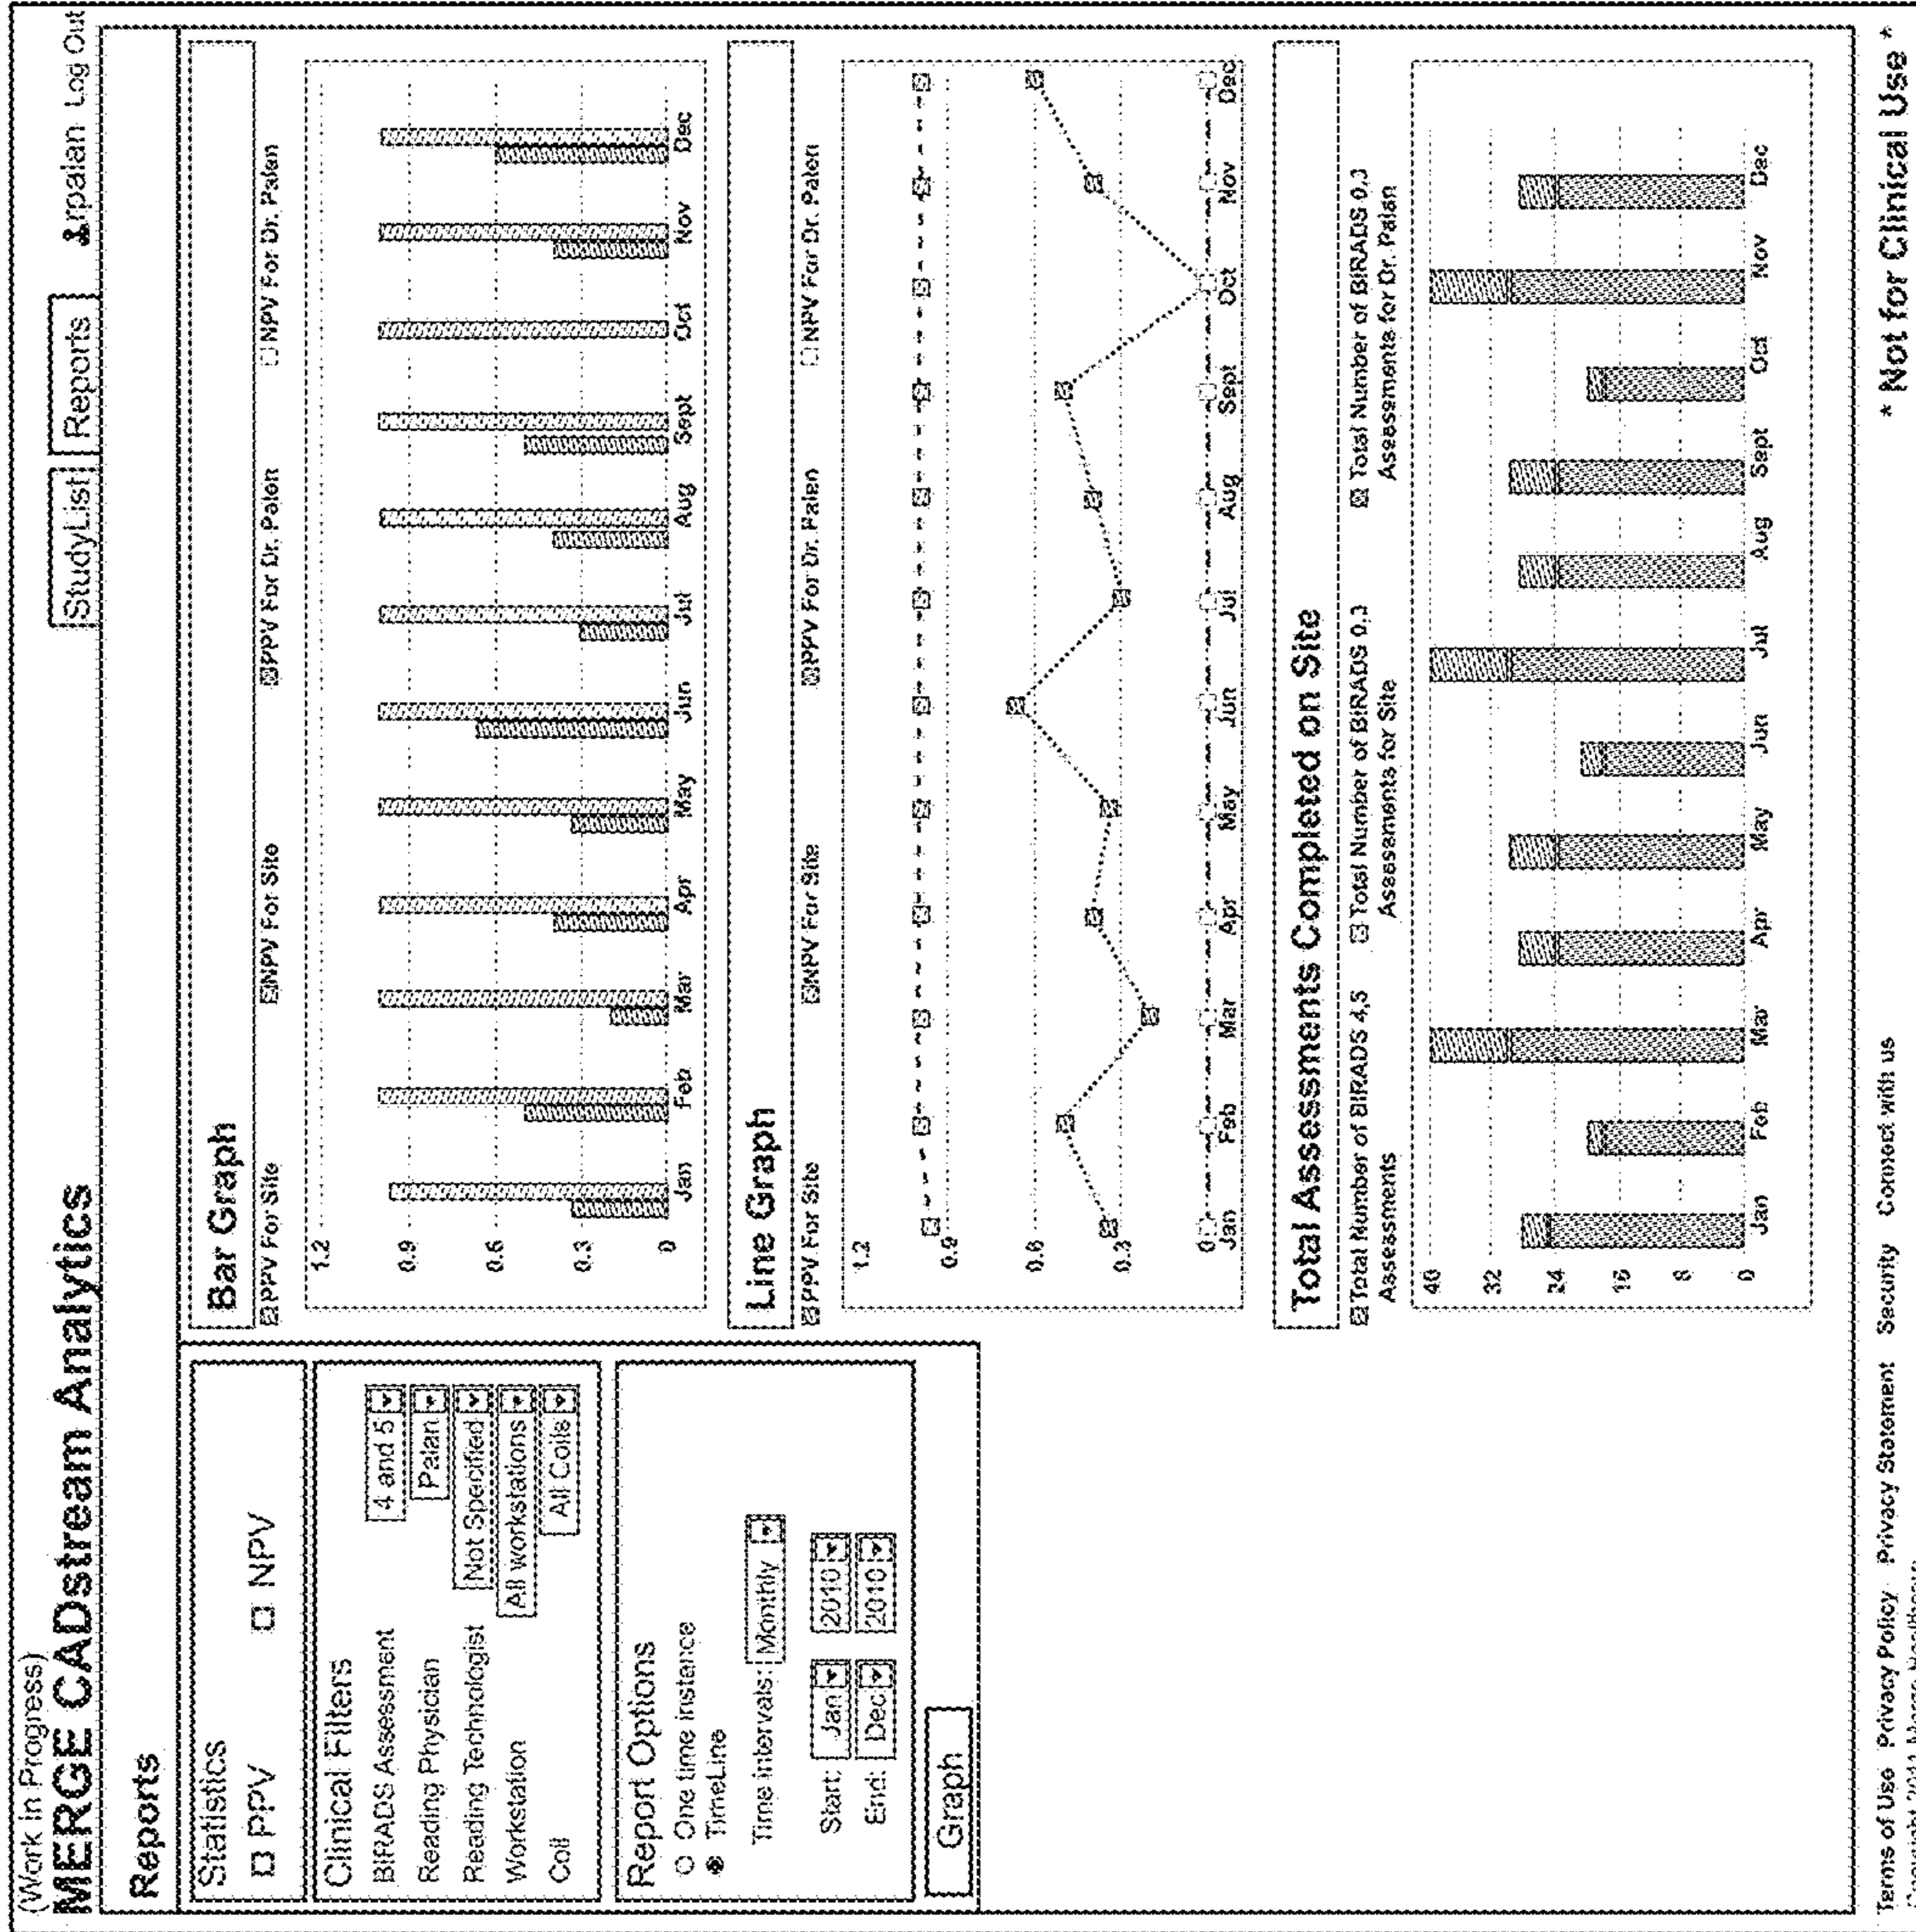 (Work In Progress)
MERGE CADstream Analytics
StudyList Reports rpalan Log Out
Reports
Statistics
PPV NPV
Clinical Filters
BIRADS Assessment 4 and 5
Reading Physician Palan
Reading Technologist Not Specified
Workstation All workstations
Coil All Coils
Report Options
One time instance
TimeLine
Time intervals: Monthly
Start: Jan 2010
End: Dec 2010
Graph
Bar Graph
PPV For Site NPV For Site PPV For Dr. Palen NPV For Dr. Palen
1.2
0.9
0.6
0.3
0
Jan Feb Mar Apr May Jun Jul Aug Sept Oct Nov Dec
Line Graph
PPV For Site NPV For Site PPV For Dr. Palen NPV For Dr. Palen
1.2
0.9
0.6
0.3
0
Jan Feb Mar Apr May Jun Jul Aug Sept Oct Nov Dec
Total Assessments Completed on Site
Total Number of BIRADS 4,5 Total Number of BIRADS 0,3 Total Number of BIRADS 0,3
Assessments Assessments for Site Assessments for Dr. Palan
40
32
24
16
8
0
Jan Feb Mar Apr May Jun Jul Aug Sept Oct Nov Dec
Terms of Use Privacy Policy Privacy Statement Security Connect with us
* Not for Clinical Use *